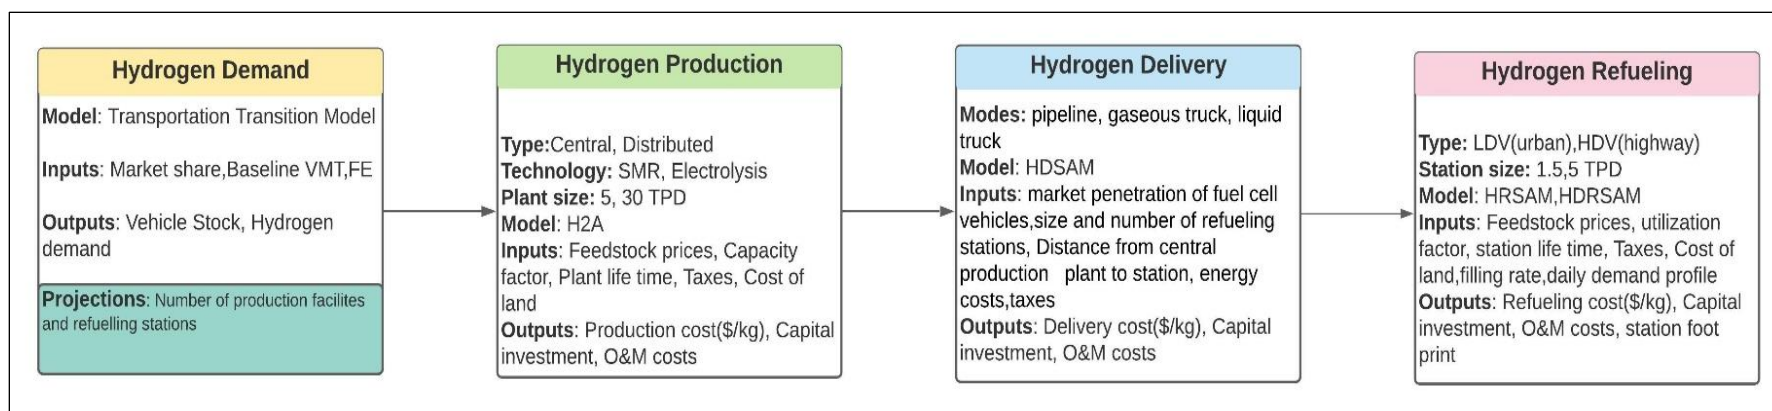 Hydrogen Demand
Model: Transportation Transition Model
Inputs: Market share,Baseline VMT,FE
Outputs: Vehicle Stock, Hydrogen
demand
Projections: Number of production facilites
and refuelling stations
Hydrogen Production
Type:Central, Distributed
Technology: SMR, Electrolysis
Plant size: 5, 30 TPD
Model: H2A
Inputs: Feedstock prices, Capacity
factor, Plant life time, Taxes, Cost of
land
Outputs: Production cost($/kg), Capital
investment, O&M costs
Hydrogen Delivery
Modes: pipeline, gaseous truck, liquid
truck
Model: HDSAM
Inputs: market penetration of fuel cell
vehicles,size and number of refueling
stations, Distance from central
production plant to station, energy
costs,taxes
Outputs: Delivery cost($/kg), Capital
investment, O&M costs
Hydrogen Refueling
Type: LDV(urban),HDV(highway)
Station size: 1.5,5 TPD
Model: HRSAM,HDRSAM
Inputs: Feedstock prices, utilization
factor, station life time, Taxes, Cost of
land,filling rate,daily demand profile
Outputs: Refueling cost($/kg), Capital
investment, O&M costs, station foot
print